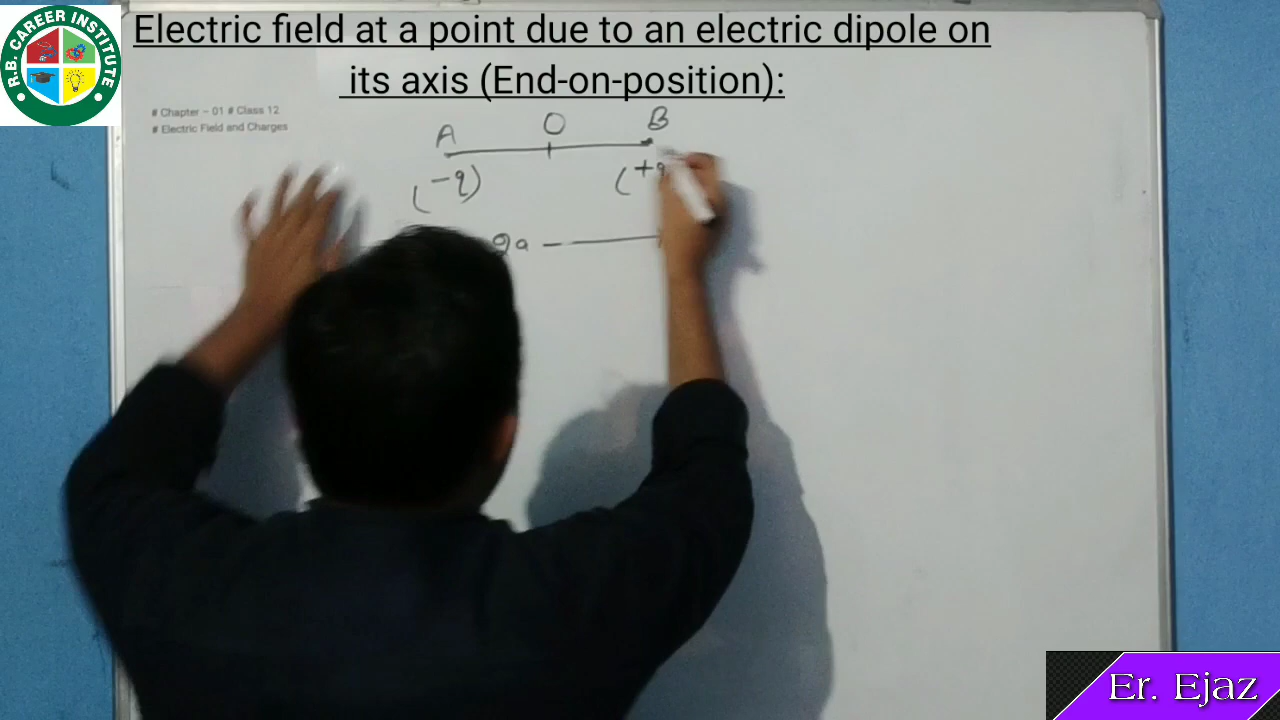 Electric field at a point due to an electric dipole on
its axis (End-on-position):
R.B. CAREER INSTITUTE
# Chapter – 01 # Class 12
# Electric Field and Charges
A O B
(-q) (+q
2a
Er. Ejaz